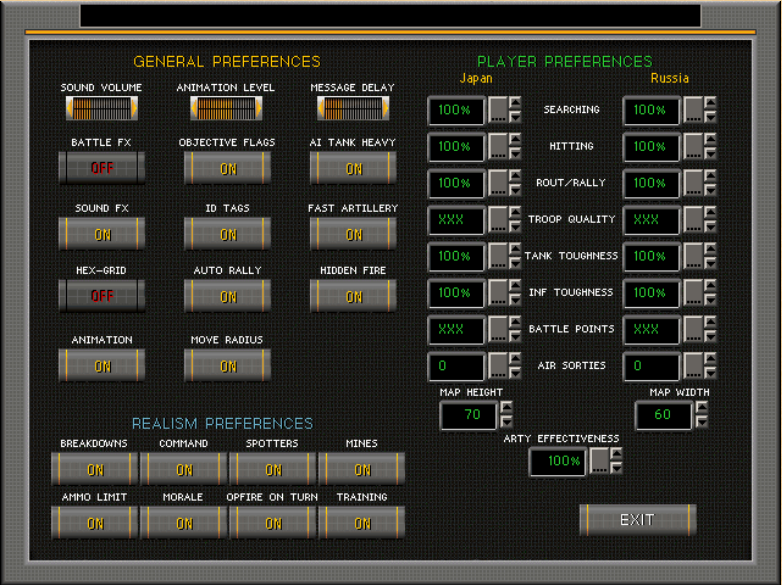 GENERAL PREFERENCES
SOUND VOLUME ANIMATION LEVEL MESSAGE DELAY
BATTLE FX OBJECTIVE FLAGS AI TANK HEAVY
OFF ON ON
SOUND FX ID TAGS FAST ARTILLERY
ON ON ON
HEX-GRID AUTO RALLY HIDDEN FIRE
OFF ON ON
ANIMATION MOVE RADIUS
ON ON
REALISM PREFERENCES
BREAKDOWNS COMMAND SPOTTERS MINES
ON ON ON ON
AMMO LIMIT MORALE OPFIRE ON TURN TRAINING
ON ON ON ON
PLAYER PREFERENCES
Japan Russia
100% ... SEARCHING 100% ...
100% ... HITTING 100% ...
100% ... ROUT/RALLY 100% ...
XXX ... TROOP QUALITY XXX ...
100% ... TANK TOUGHNESS 100% ...
100% ... INF TOUGHNESS 100% ...
XXX ... BATTLE POINTS XXX ...
0 ... AIR SORTIES 0 ...
MAP HEIGHT MAP WIDTH
70 60
ARTY EFFECTIVENESS
100% ...
EXIT